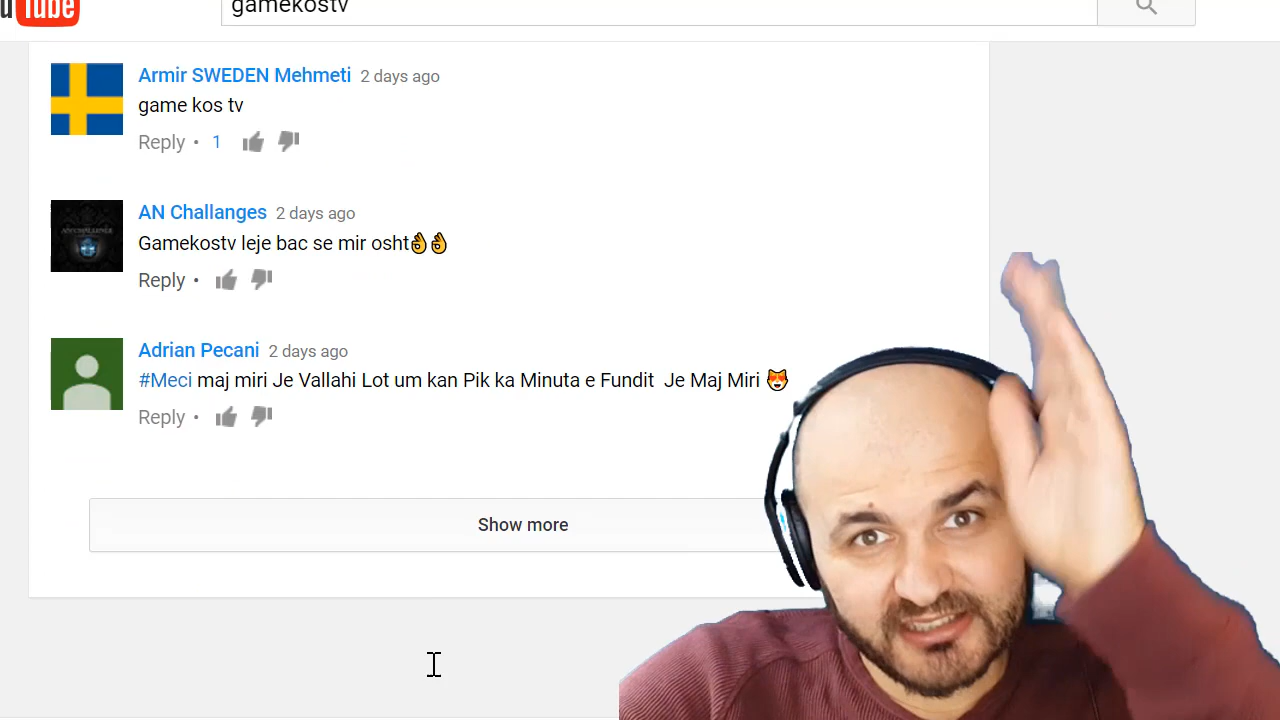 Tube
gamekostv
Armir SWEDEN Mehmeti 2 days ago
game kos tv
Reply • 1
AN Challanges 2 days ago
Gamekostv leje bac se mir osht👌👌
Reply •
Adrian Pecani 2 days ago
#Meci maj miri Je Vallahi Lot um kan Pik ka Minuta e Fundit Je Maj Miri 😍
Reply •
Show more